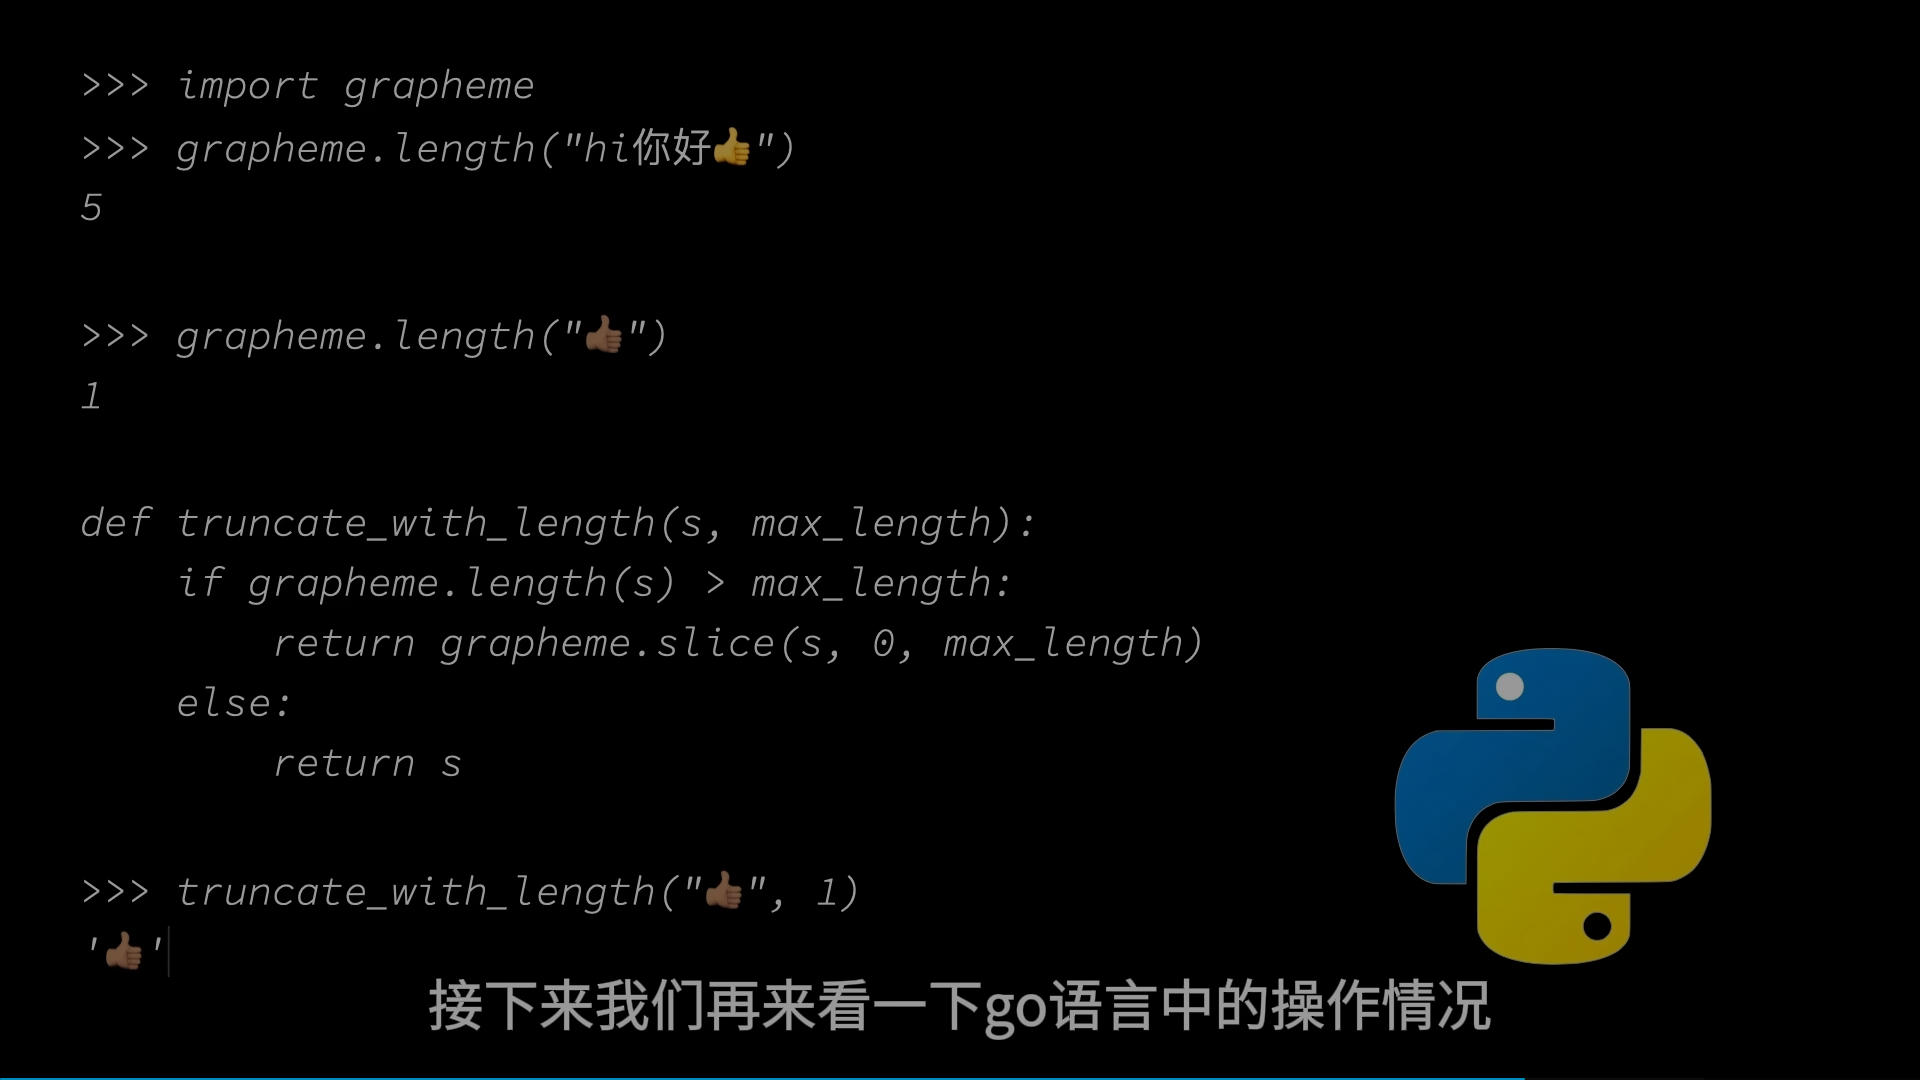 >>> import grapheme
>>> grapheme.length("hi你好👍")
5
>>> grapheme.length("👍🏽")
1
def truncate_with_length(s, max_length):
    if grapheme.length(s) > max_length:
        return grapheme.slice(s, 0, max_length)
    else:
        return s
>>> truncate_with_length("👍🏽", 1)
'👍🏽'
接下来我们再来看一下go语言中的操作情况